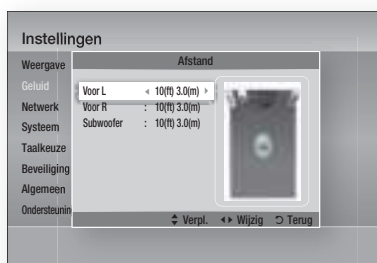 Instellingen
Weergave
Geluid
Netwerk
Systeem
Taalkeuze
Beveiliging
Algemeen
Ondersteunin
Afstand
Voor L ◀ 10(ft) 3.0(m) ▶
Voor R : 10(ft) 3.0(m)
Subwoofer : 10(ft) 3.0(m)
Verpl. Wijzig Terug